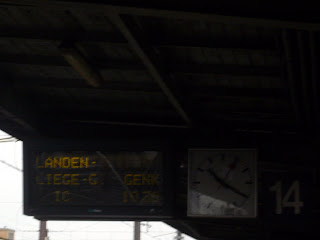 LANDEN-
LIEGE-G. GENK
IC
14